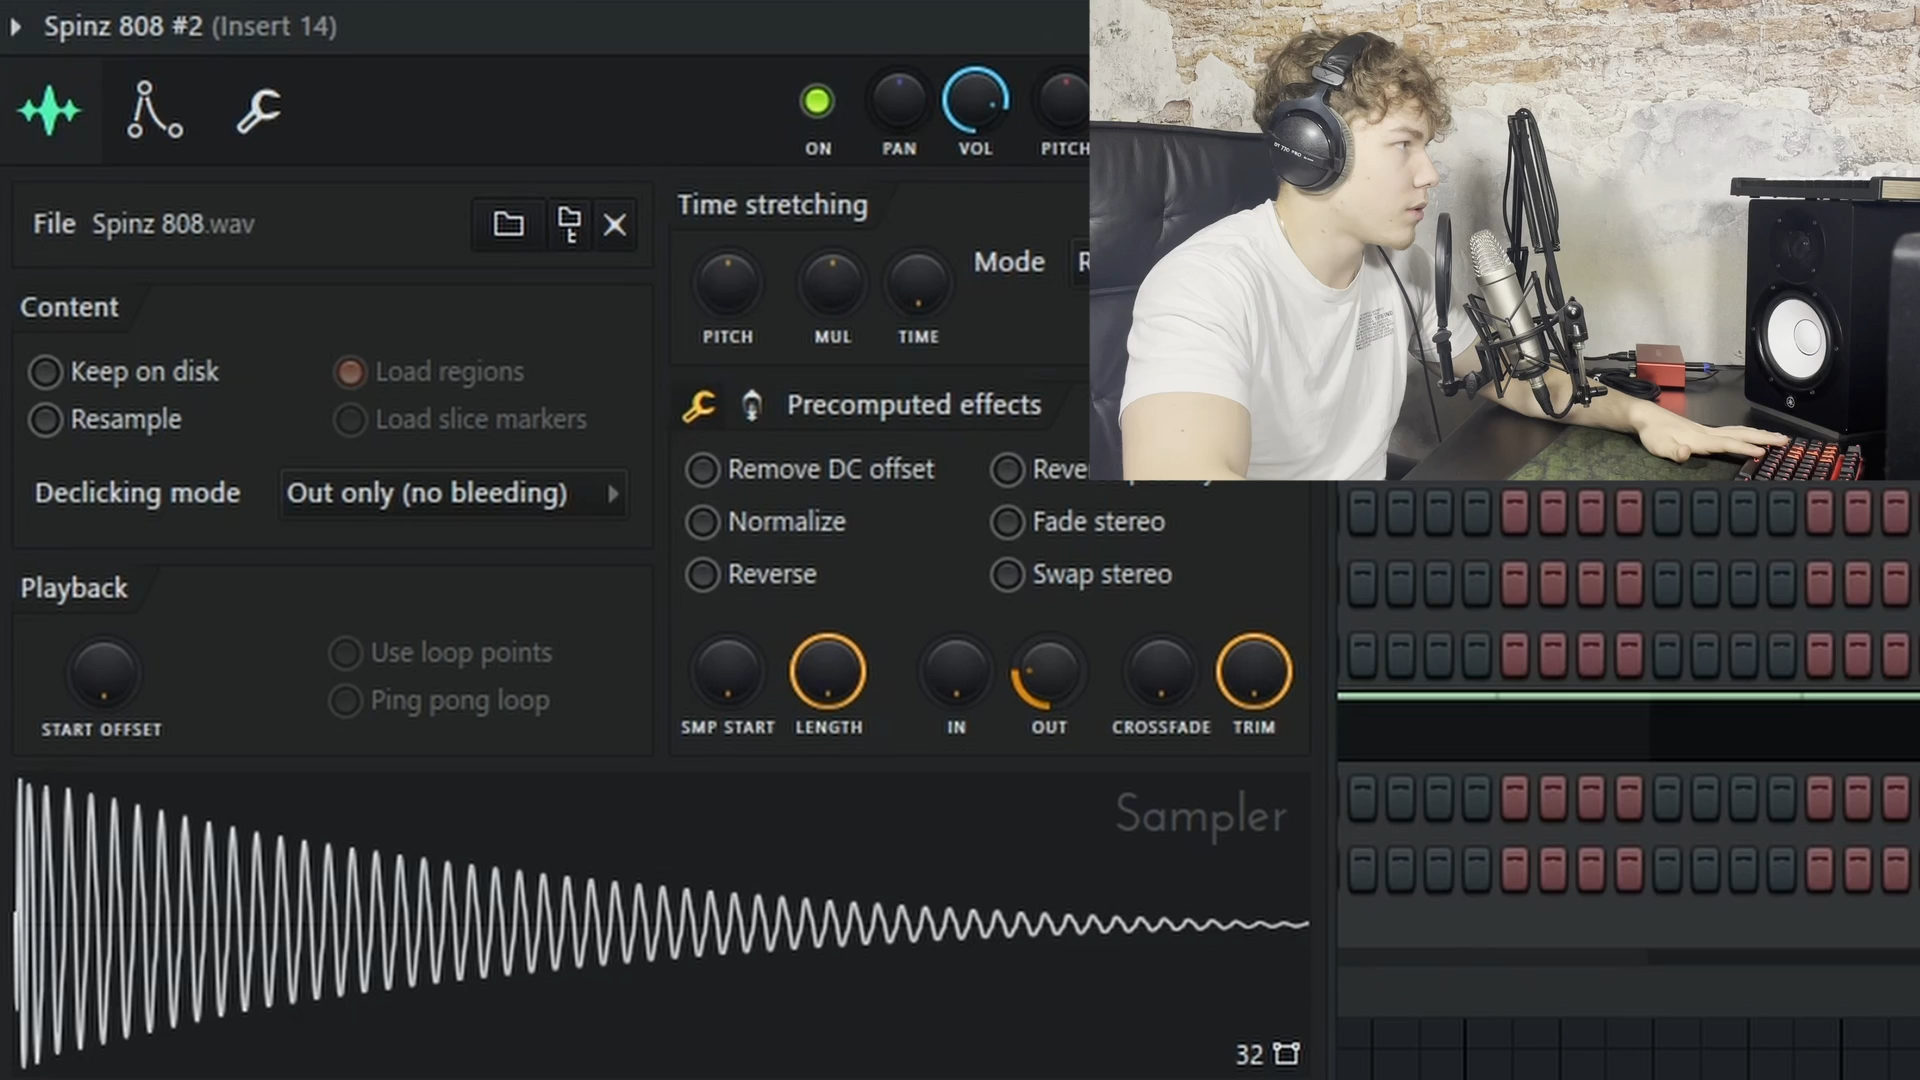 Spinz 808 #2 (Insert 14)
ON
PAN
VOL
PITCH
File Spinz 808.wav
Time stretching
Mode
PITCH
MUL
TIME
Content
Keep on disk
Load regions
Resample
Load slice markers
Declicking mode
Out only (no bleeding)
Precomputed effects
Remove DC offset
Normalize
Fade stereo
Reverse
Swap stereo
Playback
Use loop points
Ping pong loop
START OFFSET
SMP START
LENGTH
IN
OUT
CROSSFADE
TRIM
Sampler
32
DT 770 PRO